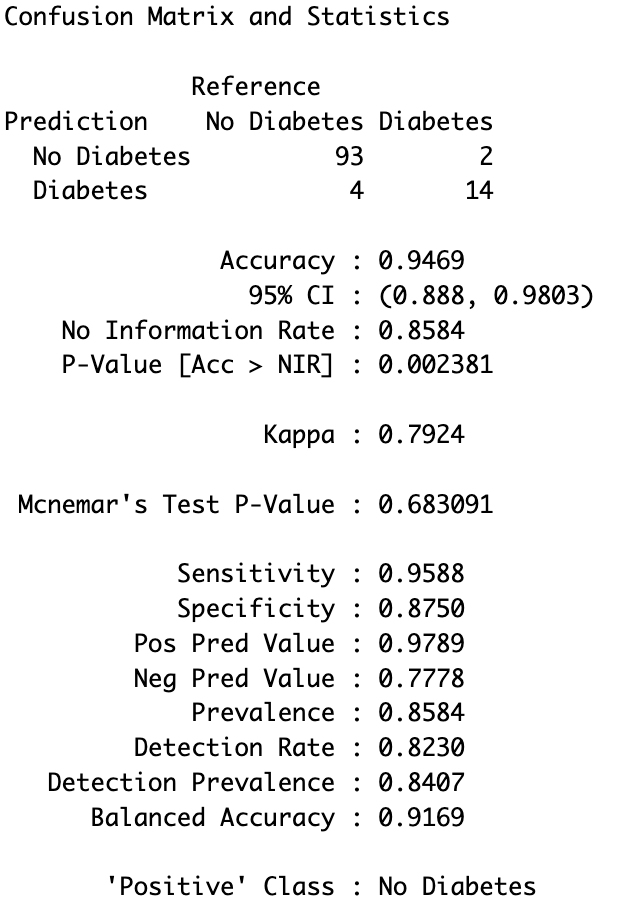 Confusion Matrix and Statistics
Reference
Prediction No Diabetes Diabetes
No Diabetes 93 2
Diabetes 4 14
Accuracy : 0.9469
95% CI : (0.888, 0.9803)
No Information Rate : 0.8584
P-Value [Acc > NIR] : 0.002381
Kappa : 0.7924
Mcnemar's Test P-Value : 0.683091
Sensitivity : 0.9588
Specificity : 0.8750
Pos Pred Value : 0.9789
Neg Pred Value : 0.7778
Prevalence : 0.8584
Detection Rate : 0.8230
Detection Prevalence : 0.8407
Balanced Accuracy : 0.9169
'Positive' Class : No Diabetes